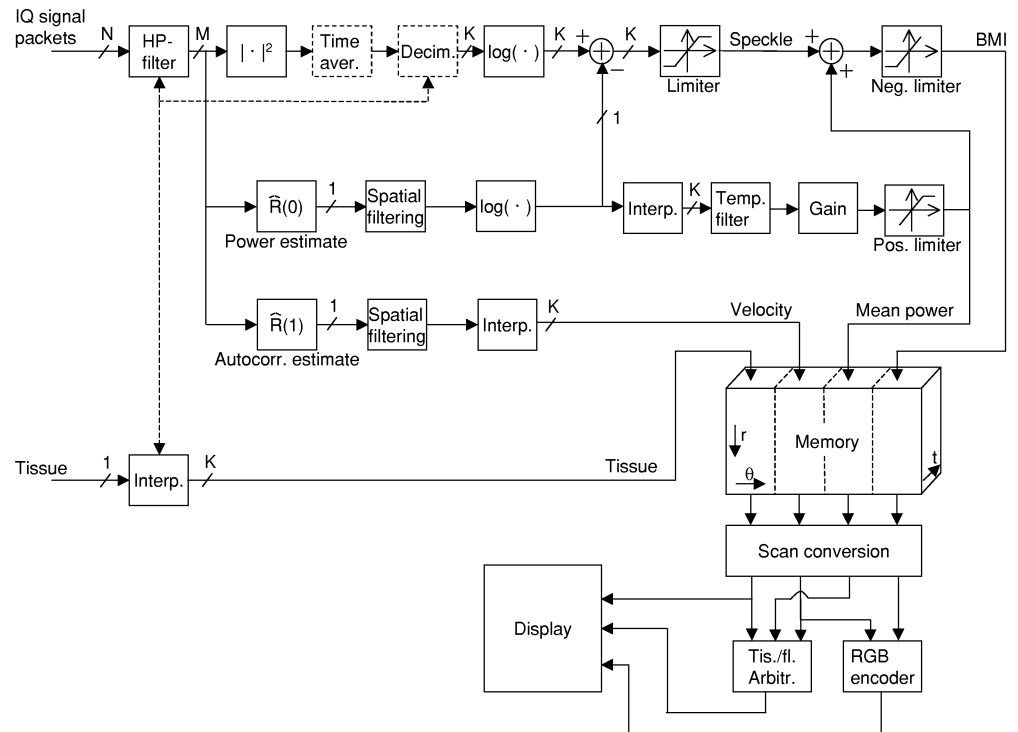 IQ signal
packets
N
HP-
filter
M
| · |²
Time
aver.
Decim.
K
log( · )
K
+
−
K
Limiter
Speckle
+
+
Neg. limiter
BMI
1
R̂(0)
Power estimate
1
Spatial
filtering
log( · )
Interp.
K
Temp.
filter
Gain
Pos. limiter
R̂(1)
Autocorr. estimate
1
Spatial
filtering
Interp.
K
Velocity
Mean power
Tissue
1
Interp.
K
Tissue
r
θ
Memory
t
Scan conversion
Display
Tis./fl.
Arbitr.
RGB
encoder